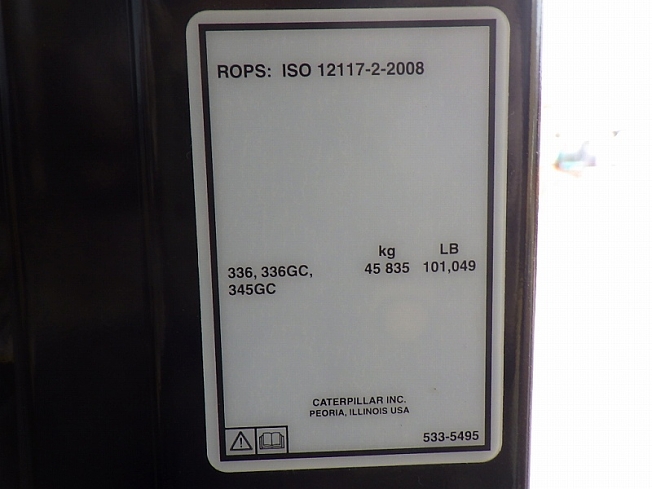 ROPS: ISO 12117-2-2008
kg LB
336, 336GC, 45 835 101,049
345GC
CATERPILLAR INC.
PEORIA, ILLINOIS USA
533-5495